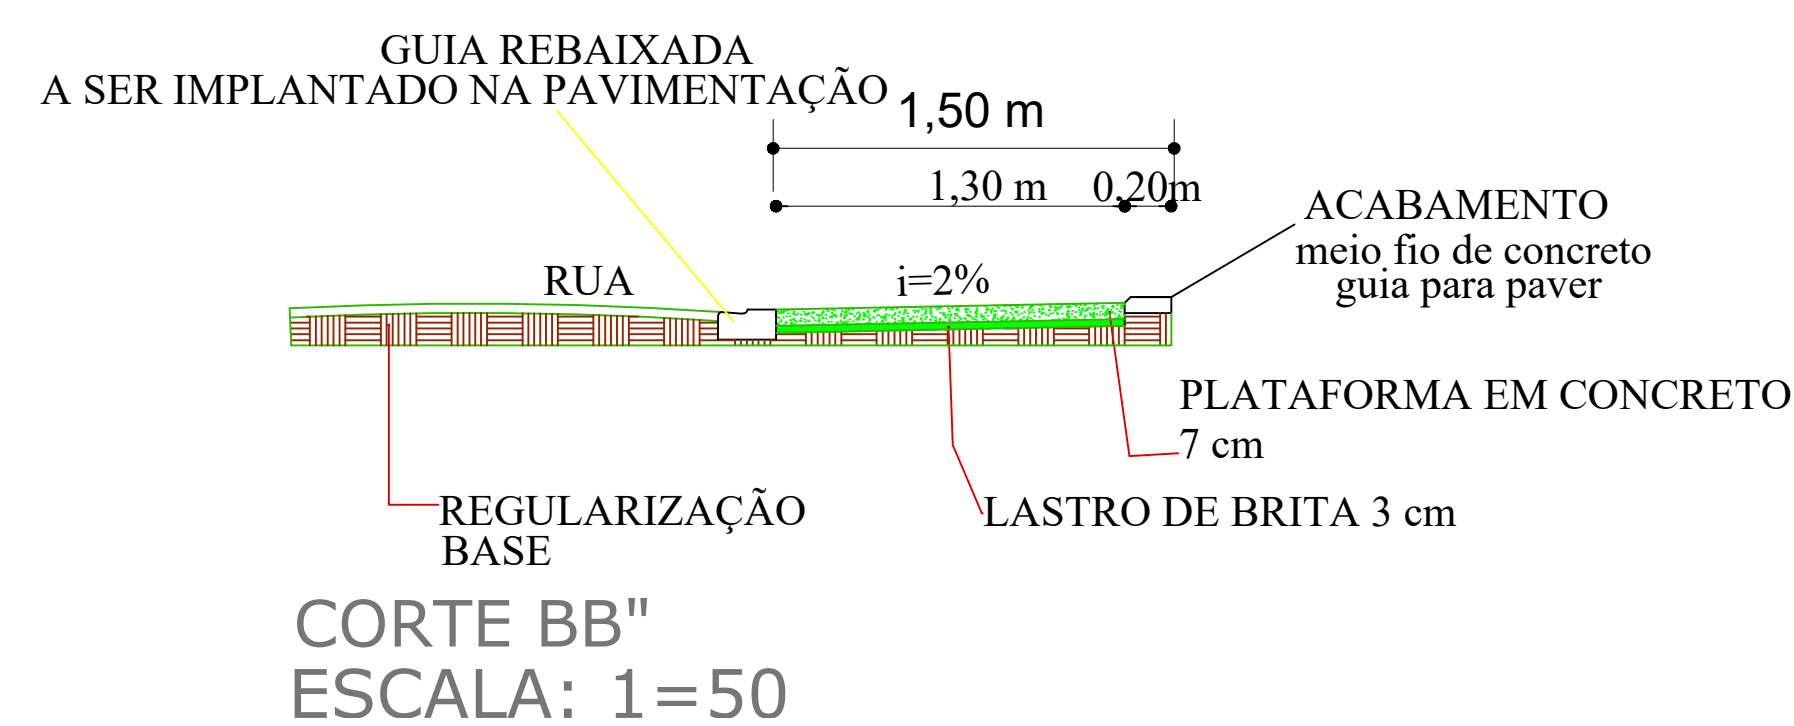 GUIA REBAIXADA
A SER IMPLANTADO NA PAVIMENTAÇÃO
1,50 m
1,30 m
0,20m
ACABAMENTO
meio fio de concreto
guia para paver
RUA
i=2%
PLATAFORMA EM CONCRETO
7 cm
REGULARIZAÇÃO
BASE
LASTRO DE BRITA 3 cm
CORTE BB"
ESCALA: 1=50